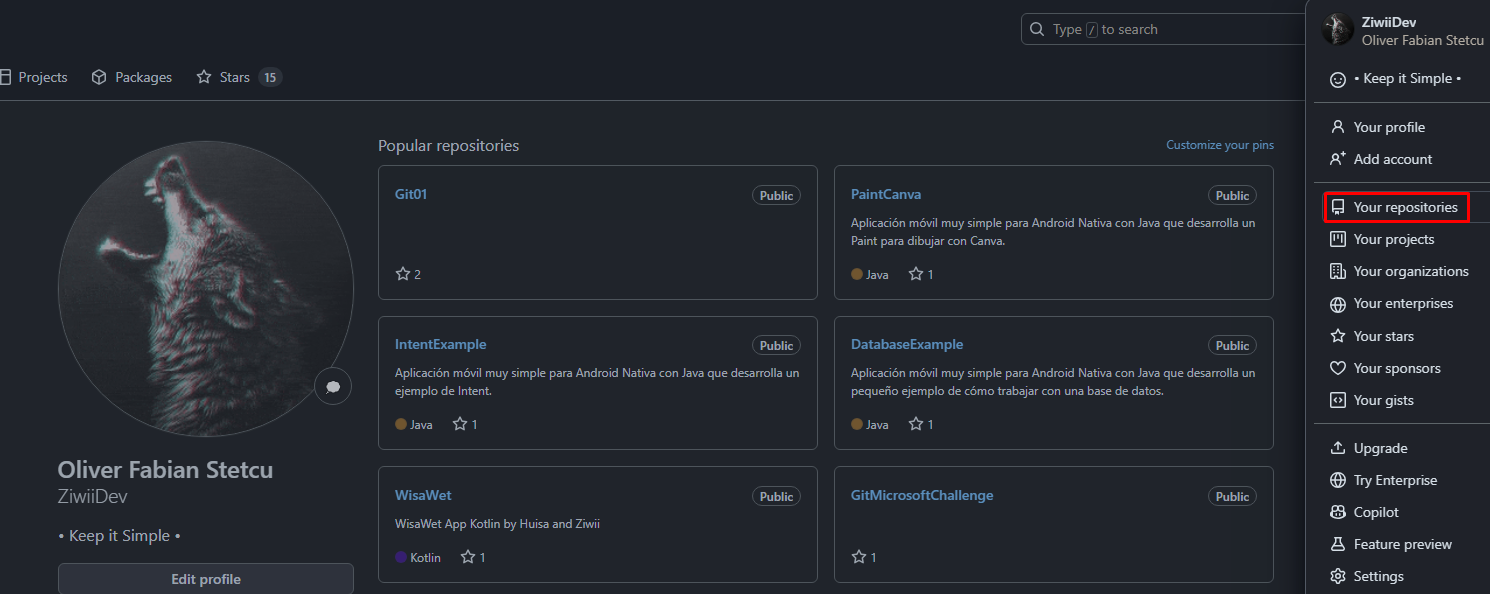 Type / to search
Projects
Packages
Stars 15
Popular repositories
Customize your pins
Git01
Public
2
PaintCanva
Public
Aplicación móvil muy simple para Android Nativa con Java que desarrolla un
Paint para dibujar con Canva.
Java 1
IntentExample
Public
Aplicación móvil muy simple para Android Nativa con Java que desarrolla un
ejemplo de Intent.
Java 1
DatabaseExample
Public
Aplicación móvil muy simple para Android Nativa con Java que desarrolla un
pequeño ejemplo de cómo trabajar con una base de datos.
Java 1
WisaWet
Public
WisaWet App Kotlin by Huisa and Ziwii
Kotlin 1
GitMicrosoftChallenge
Public
1
Oliver Fabian Stetcu
ZiwiiDev
• Keep it Simple •
Edit profile
ZiwiiDev
Oliver Fabian Stetcu
• Keep it Simple •
Your profile
Add account
Your repositories
Your projects
Your organizations
Your enterprises
Your stars
Your sponsors
Your gists
Upgrade
Try Enterprise
Copilot
Feature preview
Settings